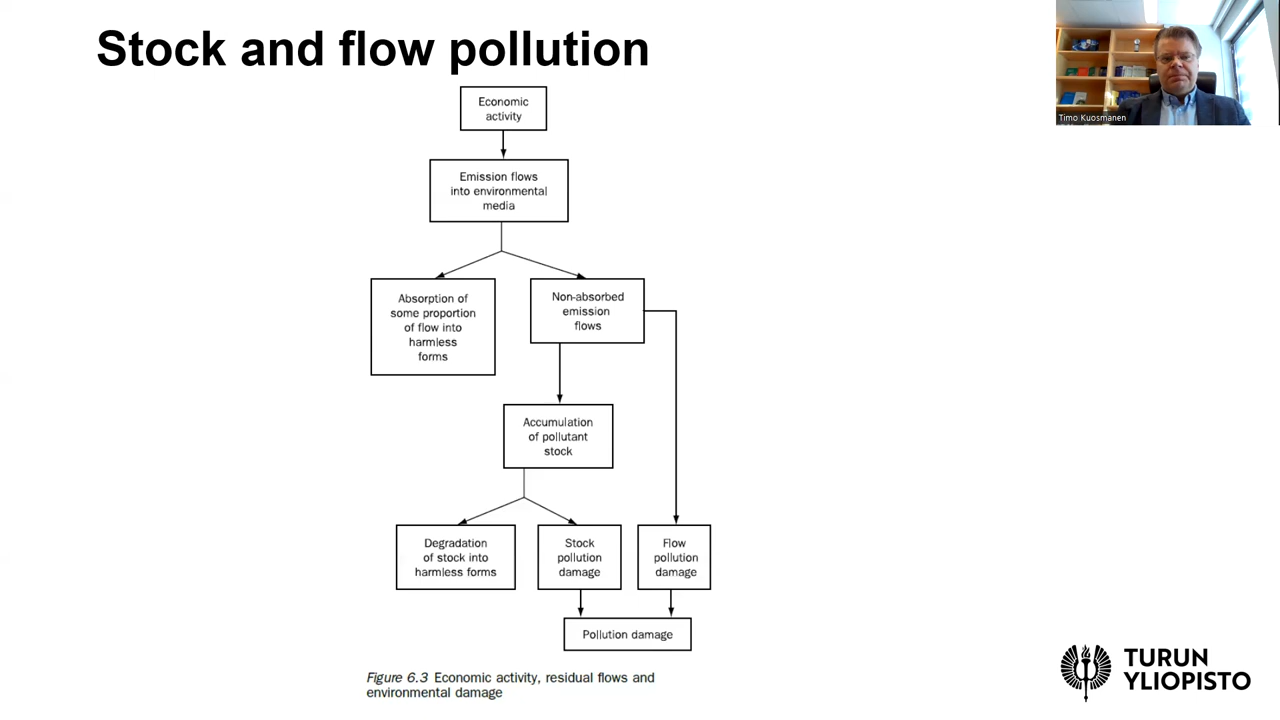 Stock and flow pollution
Timo Kuosmanen
Economic
activity
Emission flows
into environmental
media
Absorption of
some proportion
of flow into
harmless
forms
Non-absorbed
emission
flows
Accumulation
of pollutant
stock
Degradation
of stock into
harmless forms
Stock
pollution
damage
Flow
pollution
damage
Pollution damage
Figure 6.3 Economic activity, residual flows and
environmental damage
TURUN
YLIOPISTO